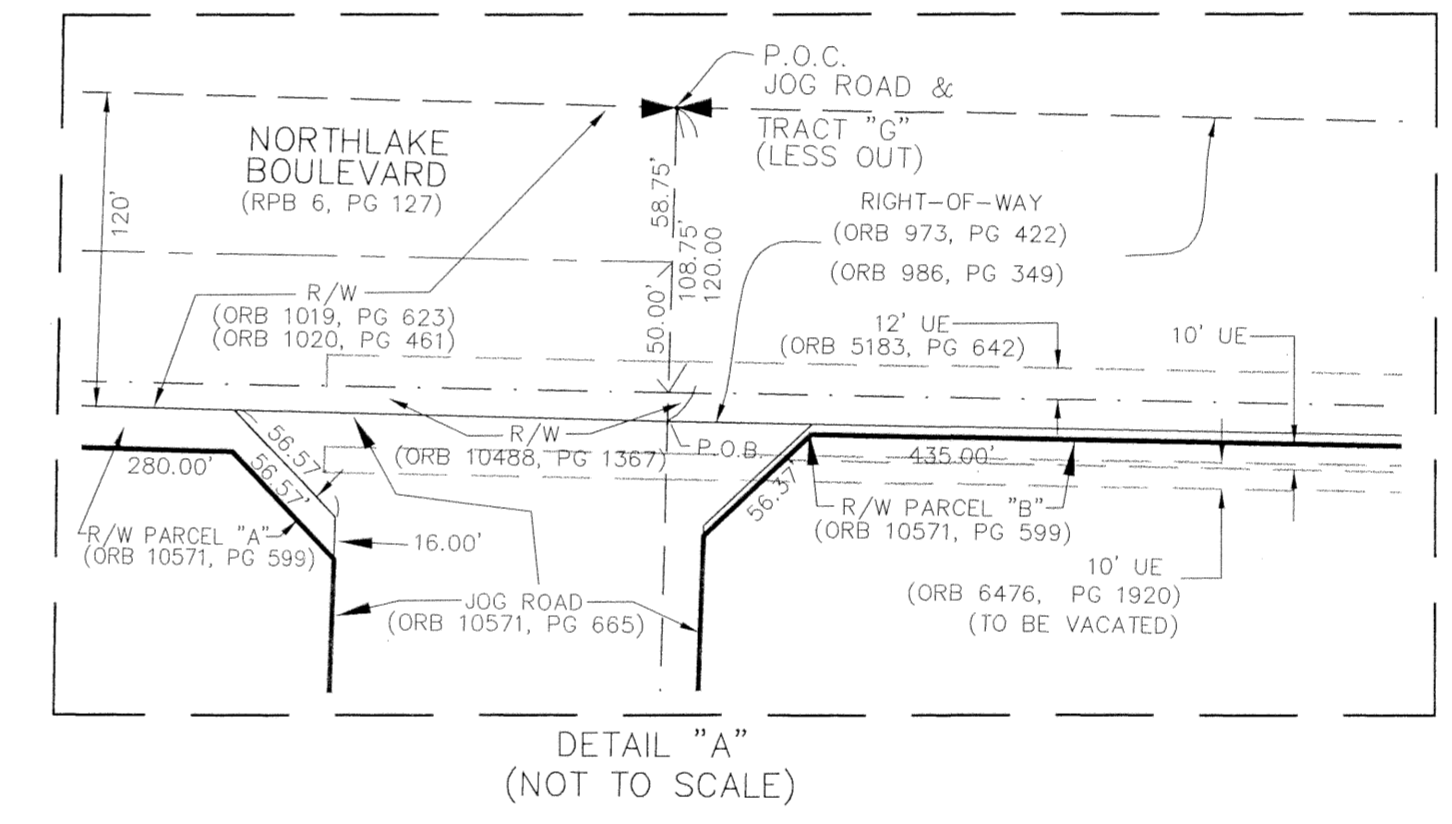 P.O.C.
JOG ROAD &
TRACT "G"
(LESS OUT)
NORTHLAKE
BOULEVARD
(RPB 6, PG 127)
120'
58.75'
108.75'
120.00
50.00'
RIGHT-OF-WAY
(ORB 973, PG 422)
(ORB 986, PG 349)
R/W
(ORB 1019, PG 623)
(ORB 1020, PG 461)
12' UE
(ORB 5183, PG 642)
10' UE
R/W
(ORB 10488, PG 1367)
P.O.B.
280.00'
56.57'
56.57'
435.00'
56.37'
R/W PARCEL "A"
(ORB 10571, PG 599)
16.00'
R/W PARCEL "B"
(ORB 10571, PG 599)
10' UE
(ORB 6476, PG 1920)
(TO BE VACATED)
JOG ROAD
(ORB 10571, PG 665)
DETAIL "A"
(NOT TO SCALE)